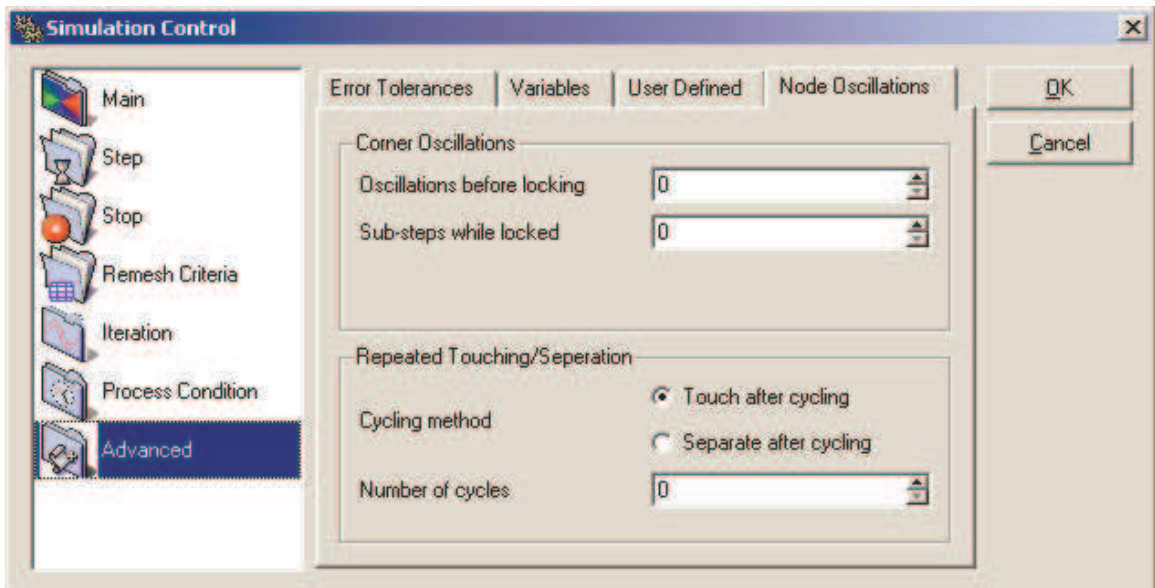 Simulation Control
Main
Step
Stop
Remesh Criteria
Iteration
Process Condition
Advanced
Error Tolerances
Variables
User Defined
Node Oscillations
Corner Oscillations
Oscillations before locking 0
Sub-steps while locked 0
Repeated Touching/Seperation
Cycling method
Touch after cycling
Separate after cycling
Number of cycles 0
OK
Cancel